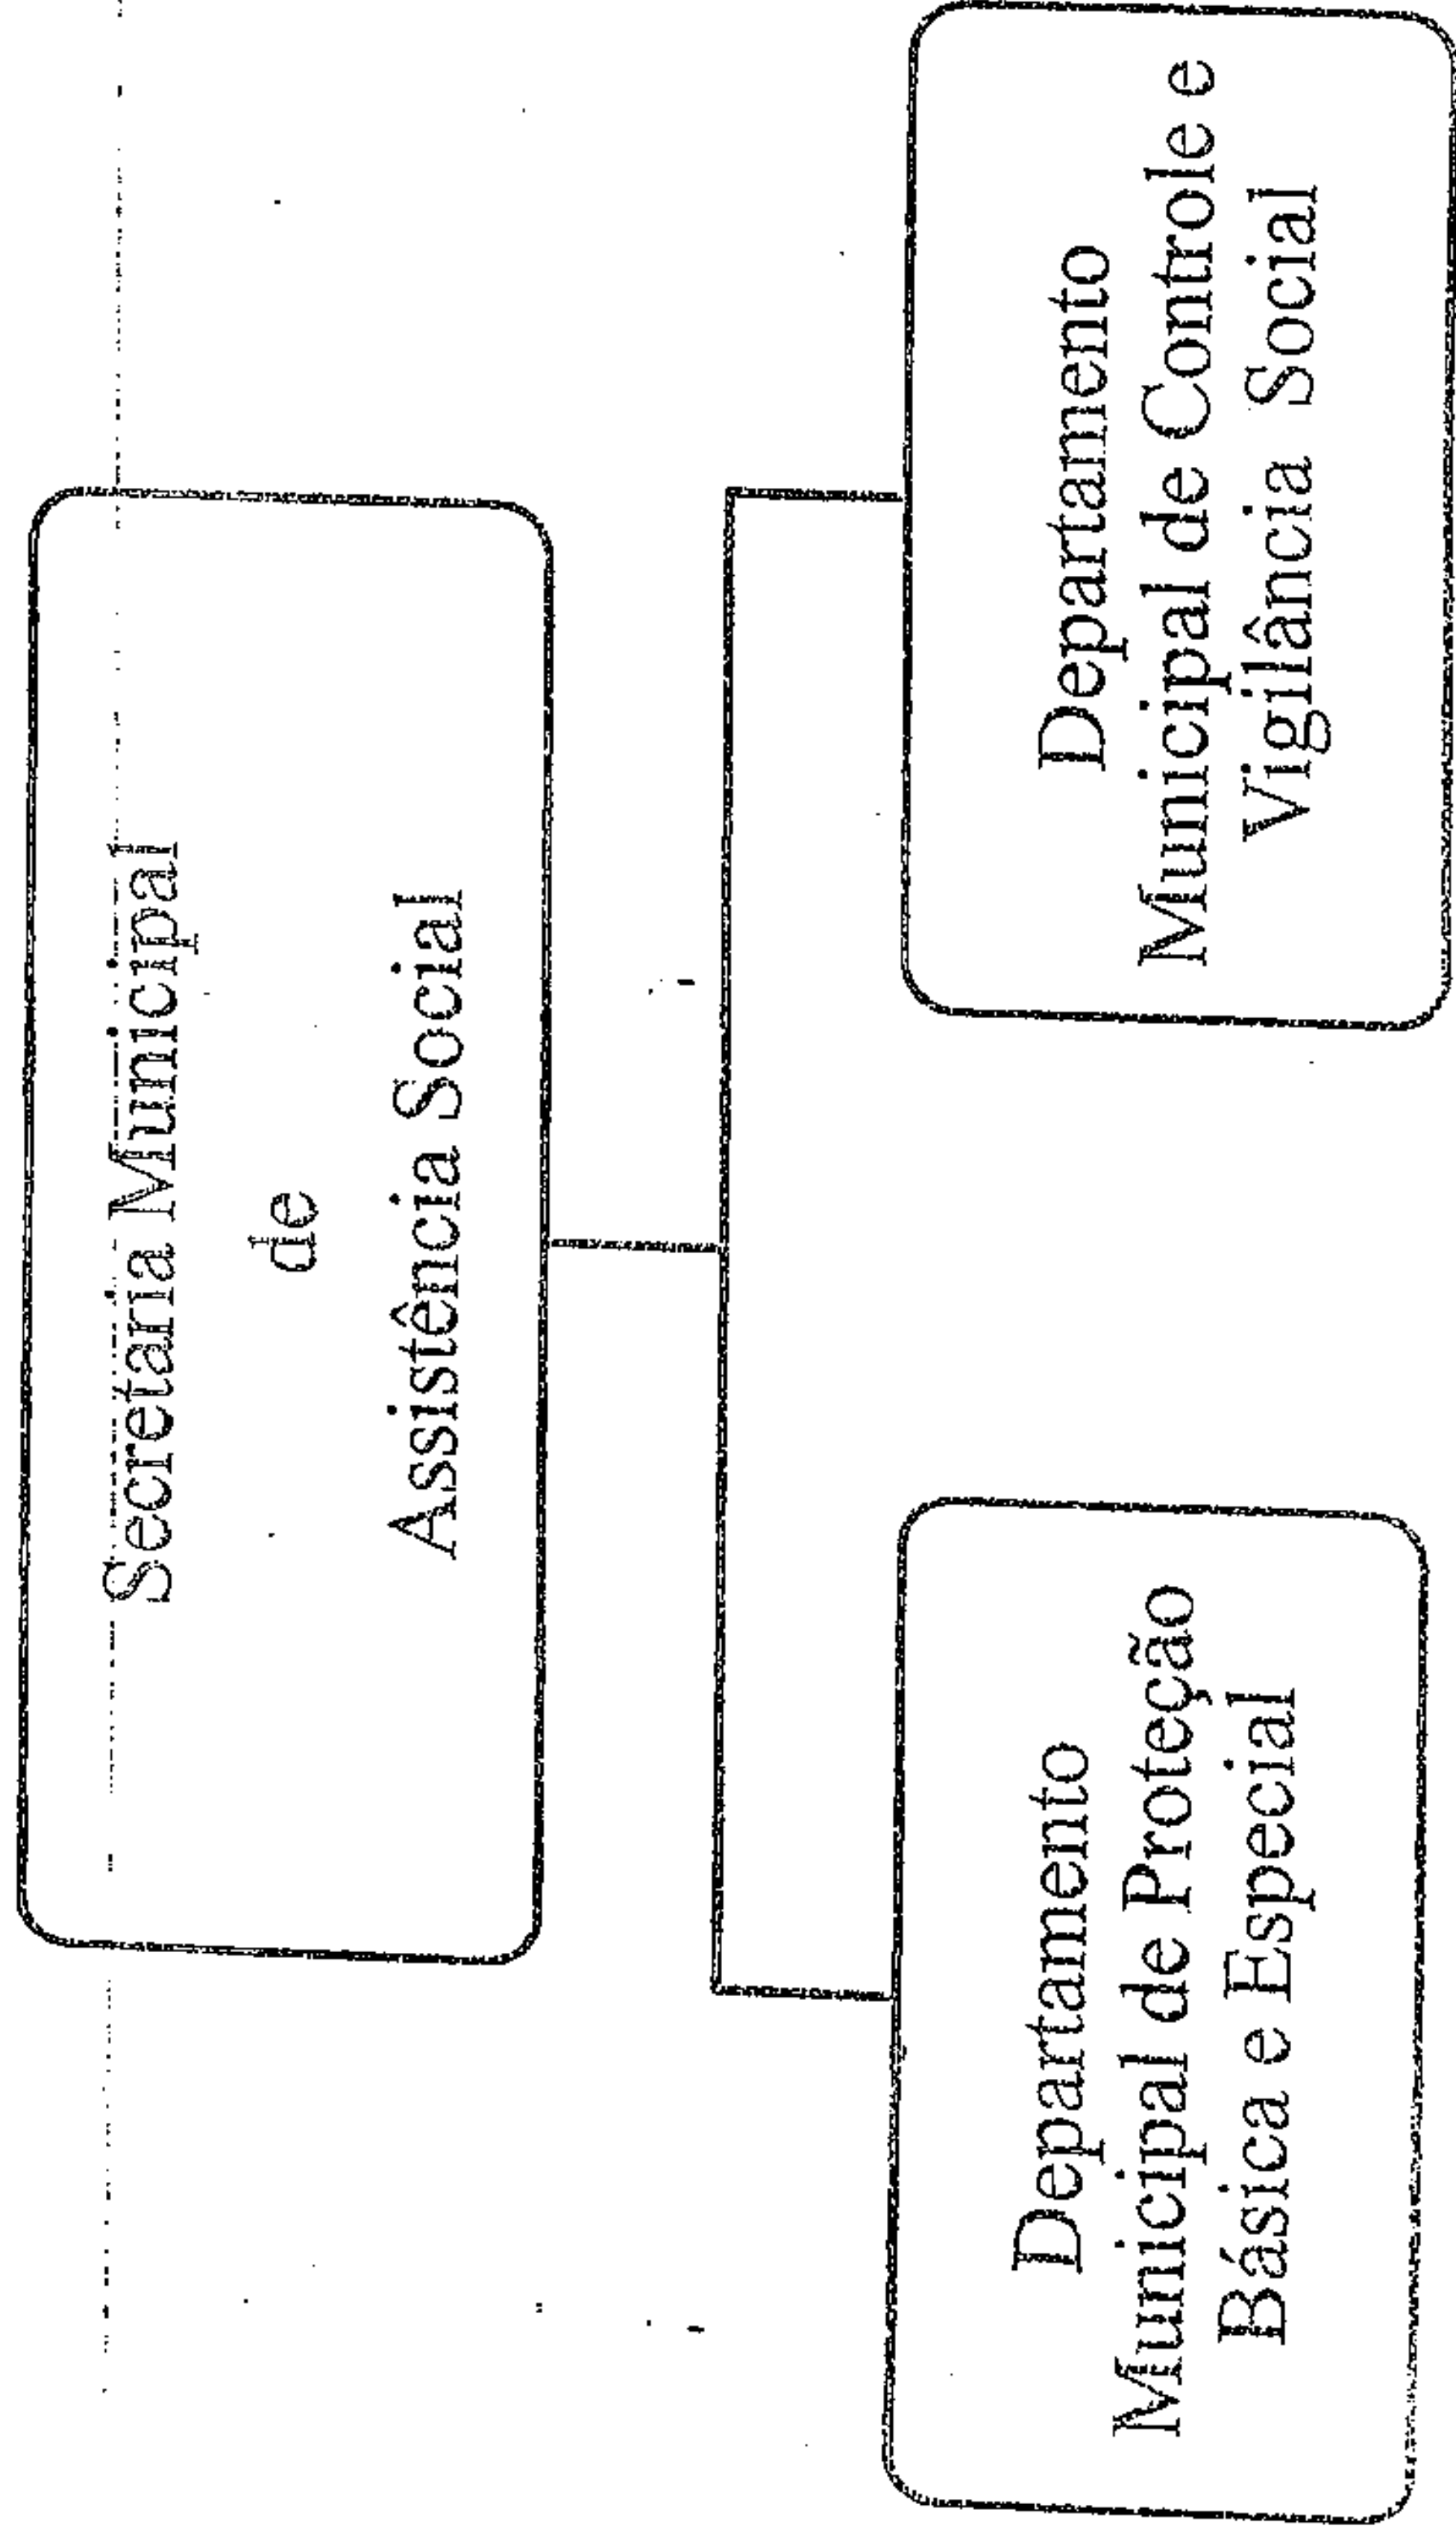 Secretaria Municipal
de
Assistência Social
Departamento
Municipal de Proteção
Básica e Especial
Departamento
Municipal de Controle e
Vigilância Social